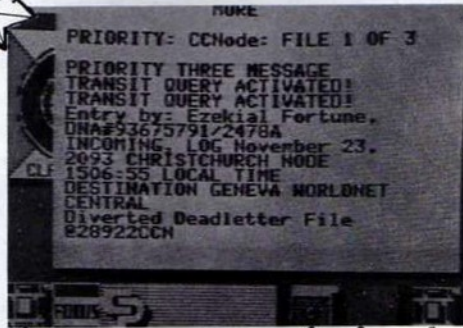 MORE
PRIORITY: CCNode: FILE 1 OF 3
PRIORITY THREE MESSAGE
TRANSIT QUERY ACTIVATED!
TRANSIT QUERY ACTIVATED!
Entry by: Ezekial Fortune.
DNA#93675791/2478A
INCOMING. LOG November 23.
2093 CHRISTCHURCH NODE
1506:55 LOCAL TIME
DESTINATION GENEVA WORLDNET
CENTRAL
Diverted Deadletter File
@28922CCN